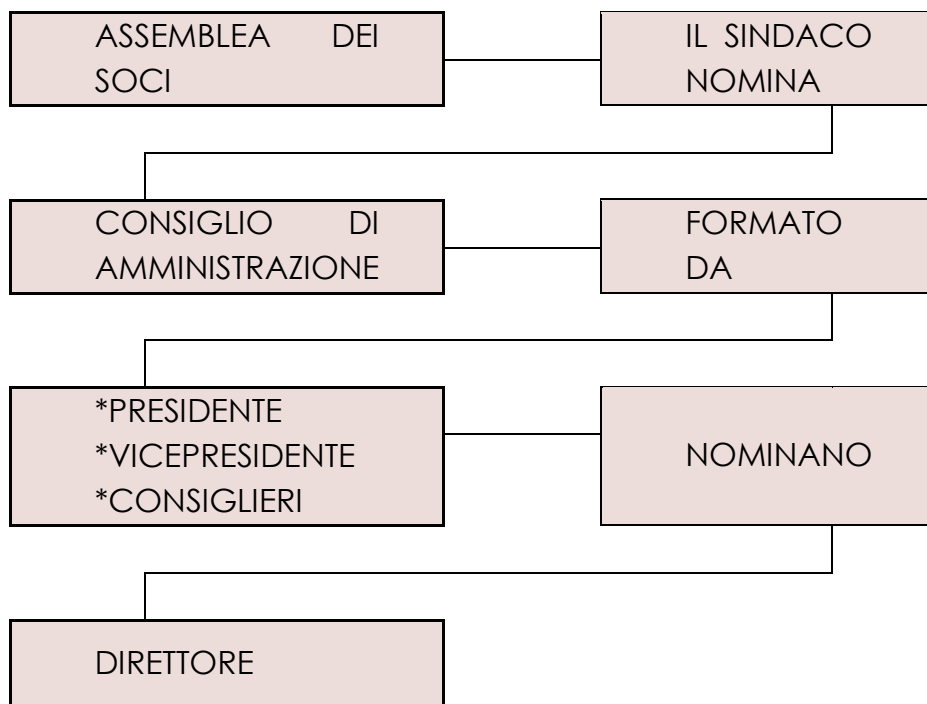 ASSEMBLEA DEI
SOCI
IL SINDACO
NOMINA
CONSIGLIO DI
AMMINISTRAZIONE
FORMATO
DA
*PRESIDENTE
*VICEPRESIDENTE
*CONSIGLIERI
NOMINANO
DIRETTORE